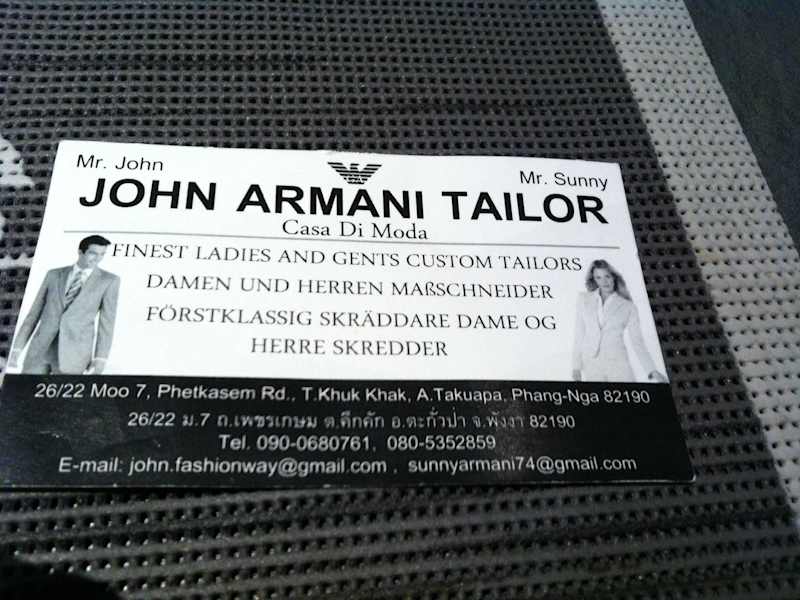 Mr. John
Mr. Sunny
JOHN ARMANI TAILOR
Casa Di Moda
FINEST LADIES AND GENTS CUSTOM TAILORS
DAMEN UND HERREN MAßSCHNEIDER
FÓRSTKLASSIG SKRÄDDARE DAME OG
HERRE SKREDDER
26/22 Moo 7, Phetkasem Rd., T.Khuk Khak, A.Takuapa, Phang-Nga 82190
26/22 ม.7 ถ.เพชรเกษม ต.คึกคัก อ.ตะกั่วป่า จ.พังงา 82190
Tel. 090-0680761, 080-5352859
E-mail: john.fashionway@gmail.com , sunnyarmani74@gmail.com